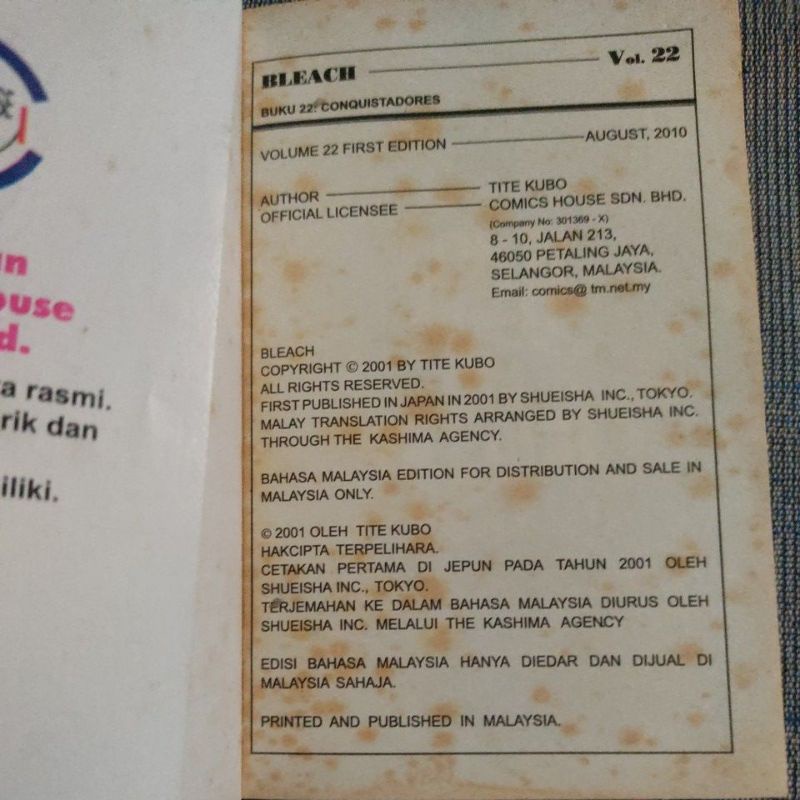 a rasmi.
rik dan
iliki.
BLEACH Vol. 22
BUKU 22: CONQUISTADORES
VOLUME 22 FIRST EDITION AUGUST, 2010
AUTHOR TITE KUBO
OFFICIAL LICENSEE COMICS HOUSE SDN. BHD.
(Company No: 301369 - X)
8 - 10, JALAN 213,
46050 PETALING JAYA,
SELANGOR, MALAYSIA.
Email: comics@ tm.net.my
BLEACH
COPYRIGHT © 2001 BY TITE KUBO
ALL RIGHTS RESERVED.
FIRST PUBLISHED IN JAPAN IN 2001 BY SHUEISHA INC., TOKYO.
MALAY TRANSLATION RIGHTS ARRANGED BY SHUEISHA INC.
THROUGH THE KASHIMA AGENCY.
BAHASA MALAYSIA EDITION FOR DISTRIBUTION AND SALE IN
MALAYSIA ONLY.
© 2001 OLEH TITE KUBO
HAKCIPTA TERPELIHARA.
CETAKAN PERTAMA DI JEPUN PADA TAHUN 2001 OLEH
SHUEISHA INC., TOKYO.
TERJEMAHAN KE DALAM BAHASA MALAYSIA DIURUS OLEH
SHUEISHA INC. MELALUI THE KASHIMA AGENCY
EDISI BAHASA MALAYSIA HANYA DIEDAR DAN DIJUAL DI
MALAYSIA SAHAJA.
PRINTED AND PUBLISHED IN MALAYSIA.